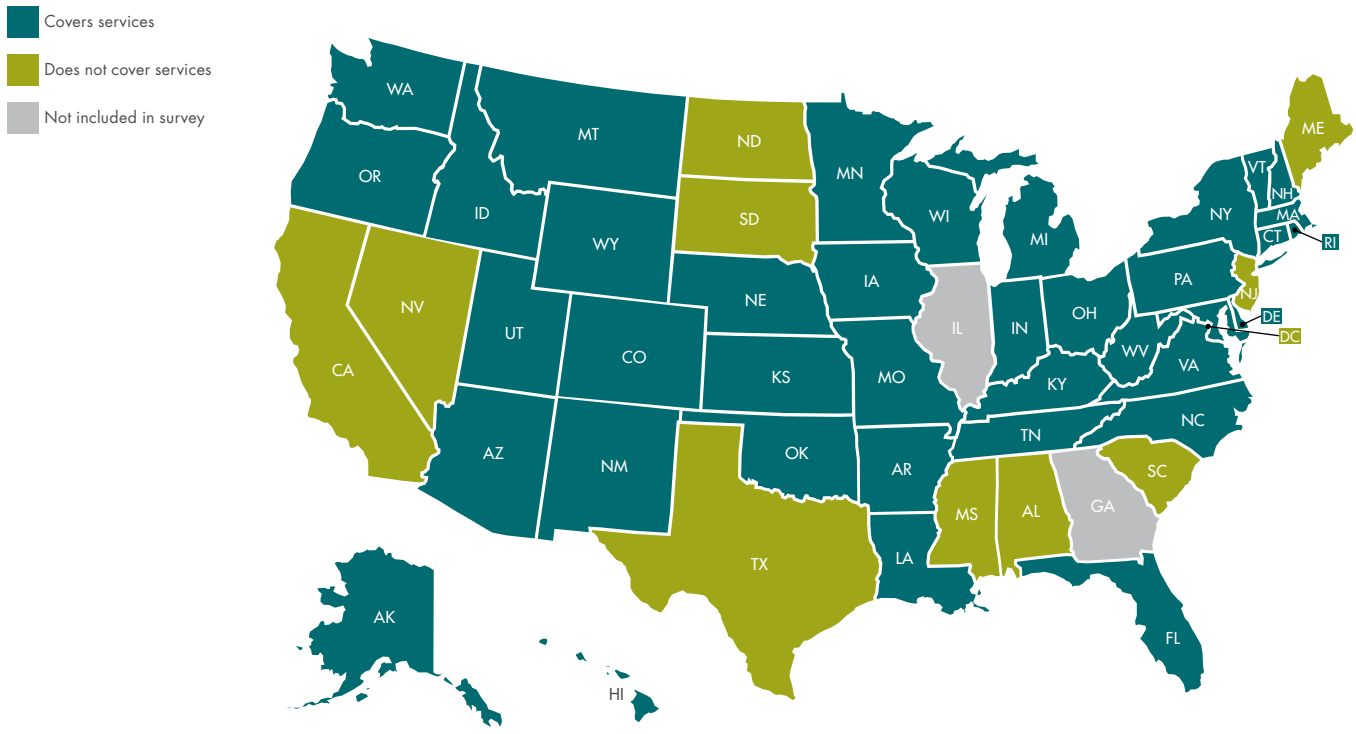 Covers services
Does not cover services
Not included in survey
WA
MT
ND
ME
OR
MN
VT
ID
SD
WI
NH
NY
MA
WY
MI
CT
RI
IA
PA
NE
NJ
NV
UT
IL
IN
OH
DE
DC
CO
WV
CA
KS
MO
KY
VA
NC
TN
AZ
NM
OK
AR
SC
MS
AL
GA
TX
LA
AK
FL
HI